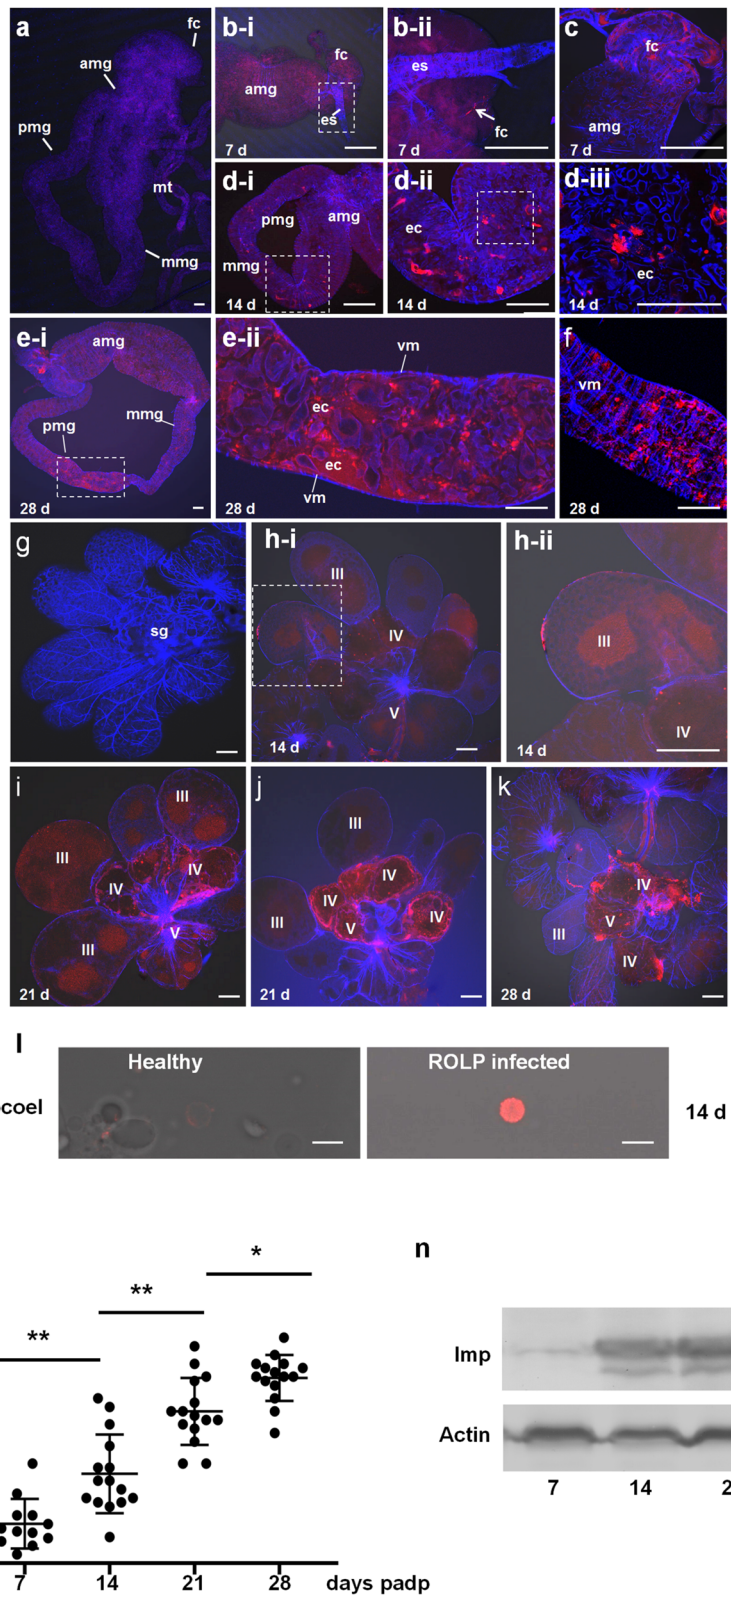 a
fc
amg
pmg
mt
mmg
b-i
fc
amg
es
7 d
b-ii
es
fc
7 d
c
fc
amg
7 d
d-i
pmg
amg
mmg
14 d
d-ii
ec
14 d
d-iii
ec
14 d
e-i
amg
mmg
pmg
28 d
e-ii
vm
ec
ec
vm
28 d
f
vm
28 d
g
sg
h-i
III
IV
V
14 d
h-ii
III
IV
14 d
i
III
III
IV
IV
III
V
21 d
j
III
IV
IV
III
V
IV
21 d
k
IV
V
III
IV
28 d
l
Healthy
ROLP infected
coel
14 d
**
**
*
7 14 21 28 days padp
n
Imp
Actin
7 14 2